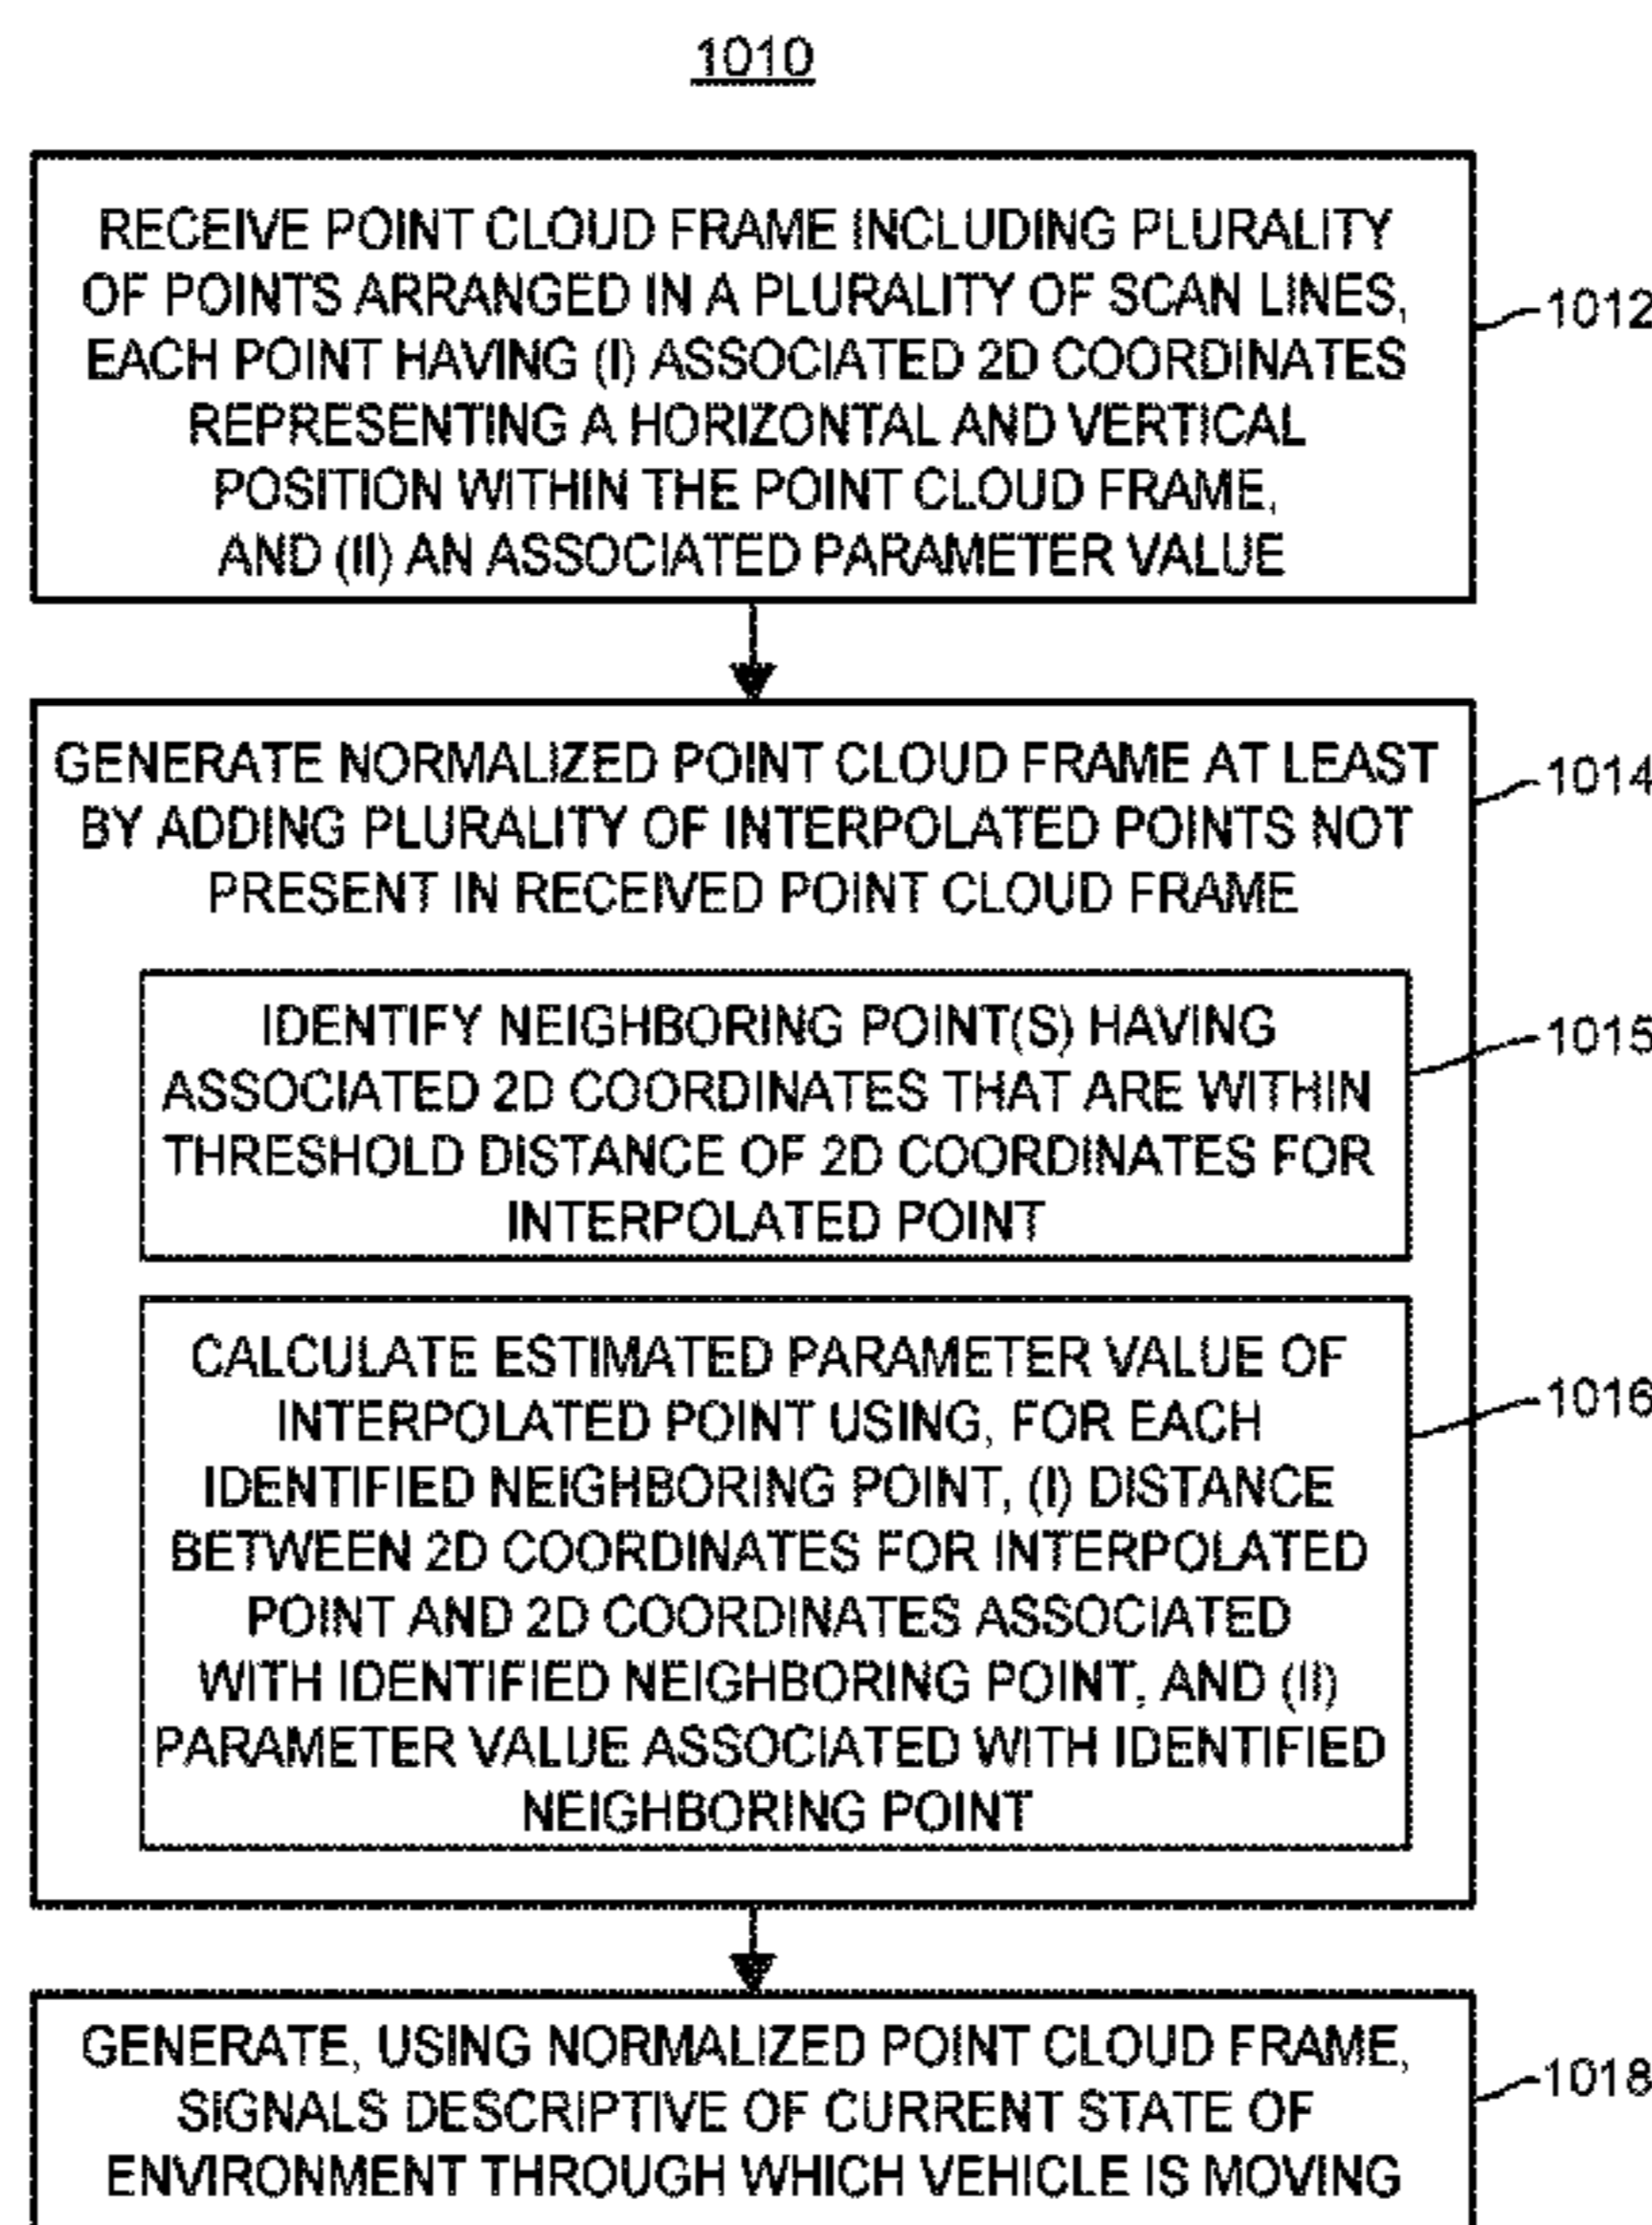 1010
RECEIVE POINT CLOUD FRAME INCLUDING PLURALITY
OF POINTS ARRANGED IN A PLURALITY OF SCAN LINES,
EACH POINT HAVING (I) ASSOCIATED 2D COORDINATES
REPRESENTING A HORIZONTAL AND VERTICAL
POSITION WITHIN THE POINT CLOUD FRAME,
AND (II) AN ASSOCIATED PARAMETER VALUE
1012
GENERATE NORMALIZED POINT CLOUD FRAME AT LEAST
BY ADDING PLURALITY OF INTERPOLATED POINTS NOT
PRESENT IN RECEIVED POINT CLOUD FRAME
1014
IDENTIFY NEIGHBORING POINT(S) HAVING
ASSOCIATED 2D COORDINATES THAT ARE WITHIN
THRESHOLD DISTANCE OF 2D COORDINATES FOR
INTERPOLATED POINT
1015
CALCULATE ESTIMATED PARAMETER VALUE OF
INTERPOLATED POINT USING, FOR EACH
IDENTIFIED NEIGHBORING POINT, (I) DISTANCE
BETWEEN 2D COORDINATES FOR INTERPOLATED
POINT AND 2D COORDINATES ASSOCIATED
WITH IDENTIFIED NEIGHBORING POINT, AND (II)
PARAMETER VALUE ASSOCIATED WITH IDENTIFIED
NEIGHBORING POINT
1016
GENERATE, USING NORMALIZED POINT CLOUD FRAME,
SIGNALS DESCRIPTIVE OF CURRENT STATE OF
ENVIRONMENT THROUGH WHICH VEHICLE IS MOVING
1018